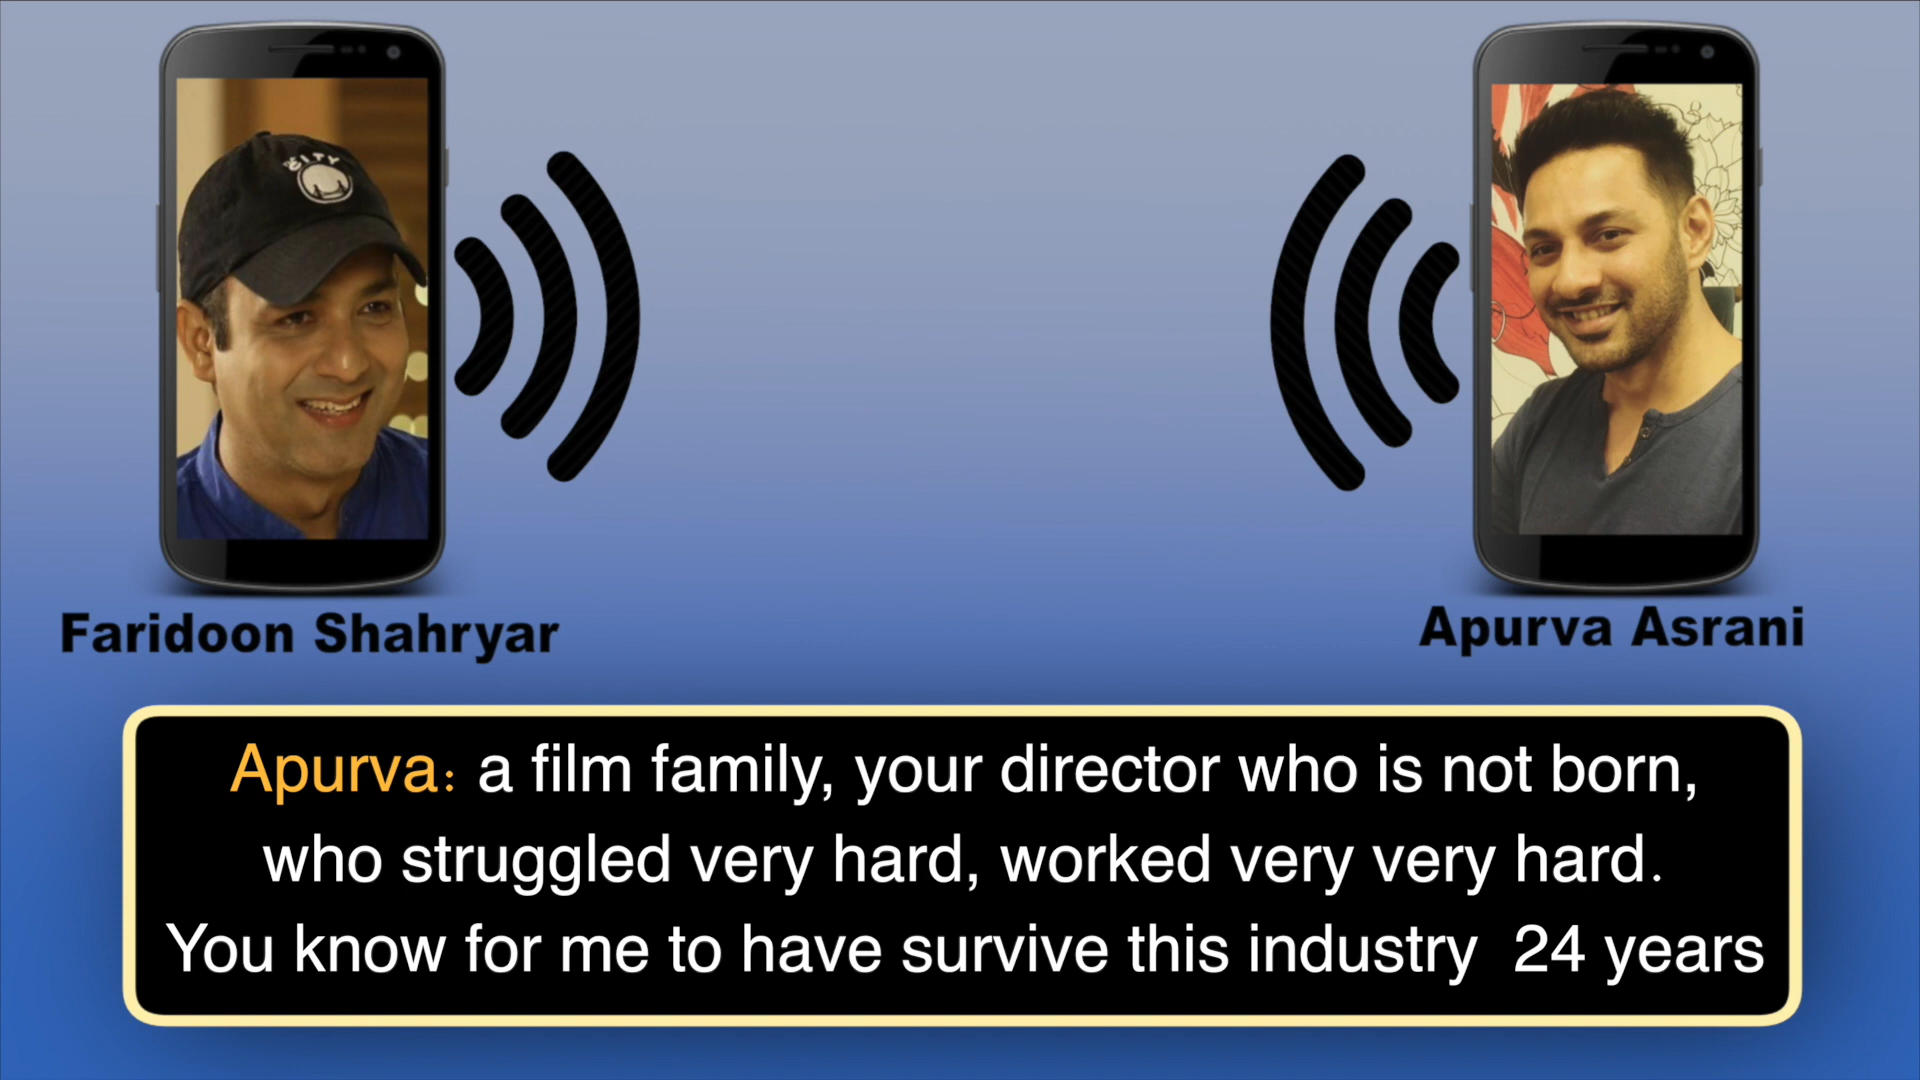 CITY
Faridoon Shahryar
Apurva Asrani
Apurva: a film family, your director who is not born,
who struggled very hard, worked very very hard.
You know for me to have survive this industry 24 years